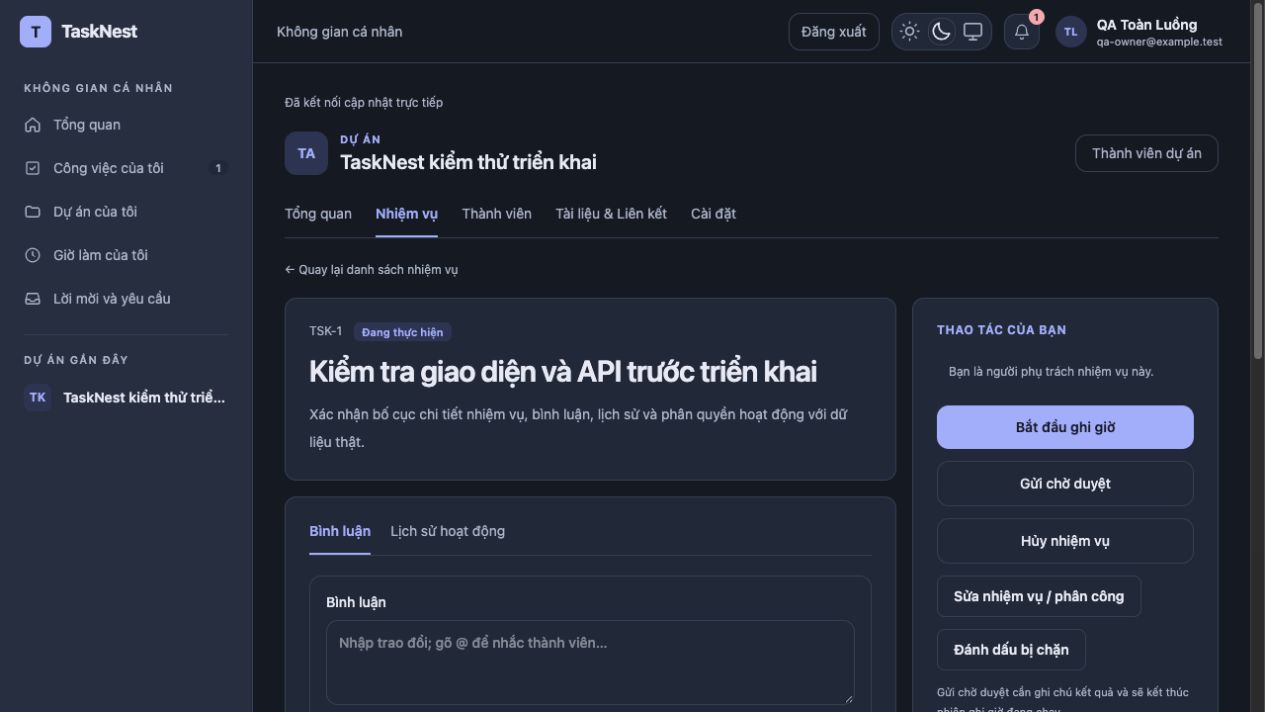 T TaskNest
KHÔNG GIAN CÁ NHÂN
Tổng quan
Công việc của tôi 1
Dự án của tôi
Giờ làm của tôi
Lời mời và yêu cầu
DỰ ÁN GẦN ĐÂY
TK TaskNest kiểm thử triể...
Không gian cá nhân
Đăng xuất
1
TL
QA Toàn Luồng
qa-owner@example.test
Đã kết nối cập nhật trực tiếp
TA
DỰ ÁN
TaskNest kiểm thử triển khai
Thành viên dự án
Tổng quan Nhiệm vụ Thành viên Tài liệu & Liên kết Cài đặt
← Quay lại danh sách nhiệm vụ
TSK-1 Đang thực hiện
Kiểm tra giao diện và API trước triển khai
Xác nhận bố cục chi tiết nhiệm vụ, bình luận, lịch sử và phân quyền hoạt động với dữ
liệu thật.
Bình luận Lịch sử hoạt động
Bình luận
Nhập trao đổi; gõ @ để nhắc thành viên...
THAO TÁC CỦA BẠN
Bạn là người phụ trách nhiệm vụ này.
Bắt đầu ghi giờ
Gửi chờ duyệt
Hủy nhiệm vụ
Sửa nhiệm vụ / phân công
Đánh dấu bị chặn
Gửi chờ duyệt cần ghi chú kết quả và sẽ kết thúc
phiên ghi giờ đang chạy.